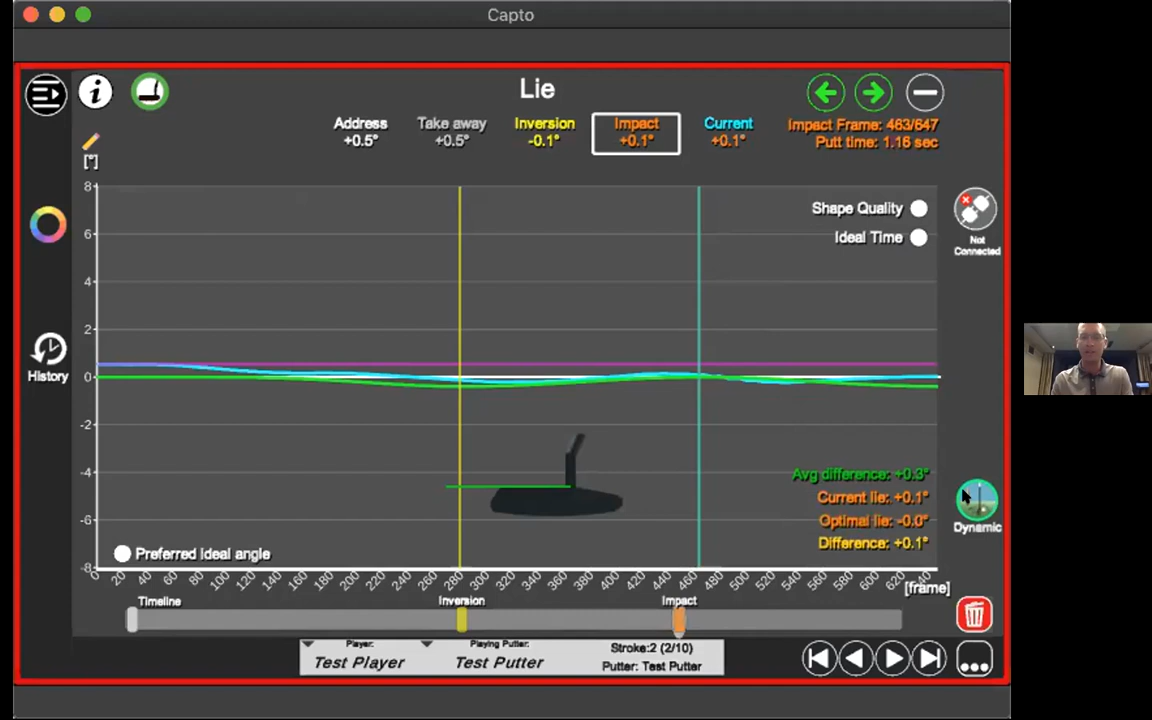 Capto
Lie
Address
+0.5°
Take away
+0.5°
Inversion
-0.1°
Impact
+0.1°
Current
+0.1°
Impact Frame: 463/647
Putt time: 1.16 sec
[°]
8
6
4
2
0
-2
-4
-6
-8
Shape Quality
Ideal Time
Not
Connected
History
Avg difference: +0.3°
Current lie: +0.1°
Optimal lie: -0.0°
Difference: +0.1°
Dynamic
Preferred ideal angle
0 20 40 60 80 100 120 140 160 180 200 220 240 260 280 300 320 340 360 380 400 420 440 460 480 500 520 540 560 580 600 620 640
[frame]
Timeline
Inversion
Impact
Player:
Test Player
Playing Putter:
Test Putter
Stroke:2 (2/10)
Putter: Test Putter